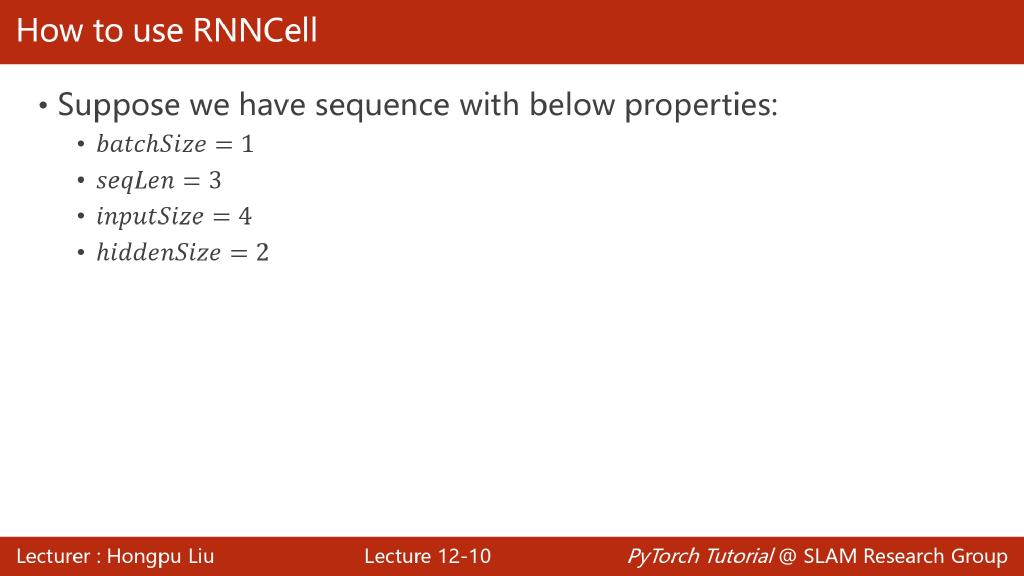 How to use RNNCell
• Suppose we have sequence with below properties:
• batchSize = 1
• seqLen = 3
• inputSize = 4
• hiddenSize = 2
Lecturer : Hongpu Liu Lecture 12-10 PyTorch Tutorial @ SLAM Research Group